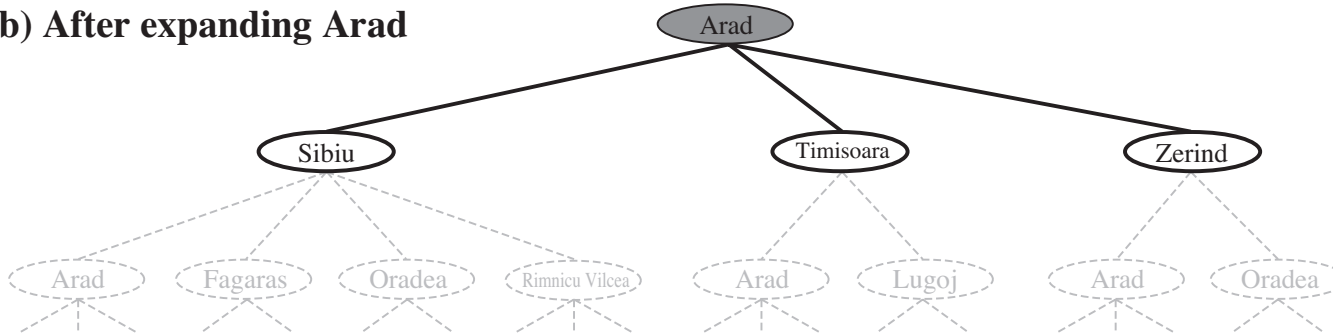 b) After expanding Arad
Arad
Sibiu
Timisoara
Zerind
Arad
Fagaras
Oradea
Rimnicu Vilcea
Arad
Lugoj
Arad
Oradea